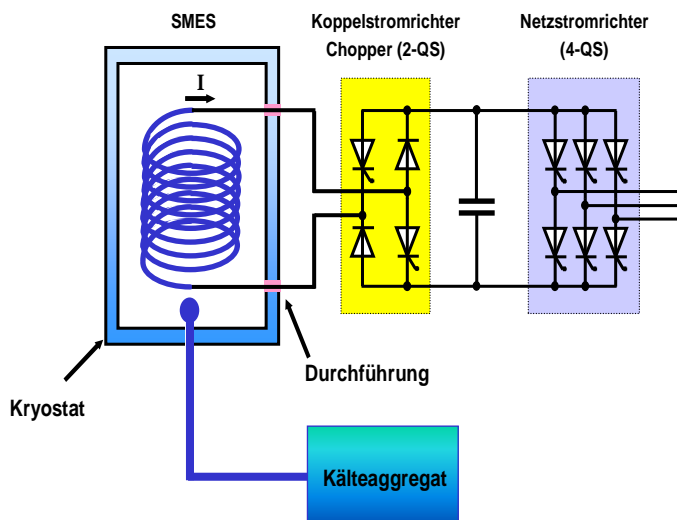 SMES
Koppelstromrichter
Chopper (2-QS)
Netzstromrichter
(4-QS)
I
Durchführung
Kryostat
Kälteaggregat